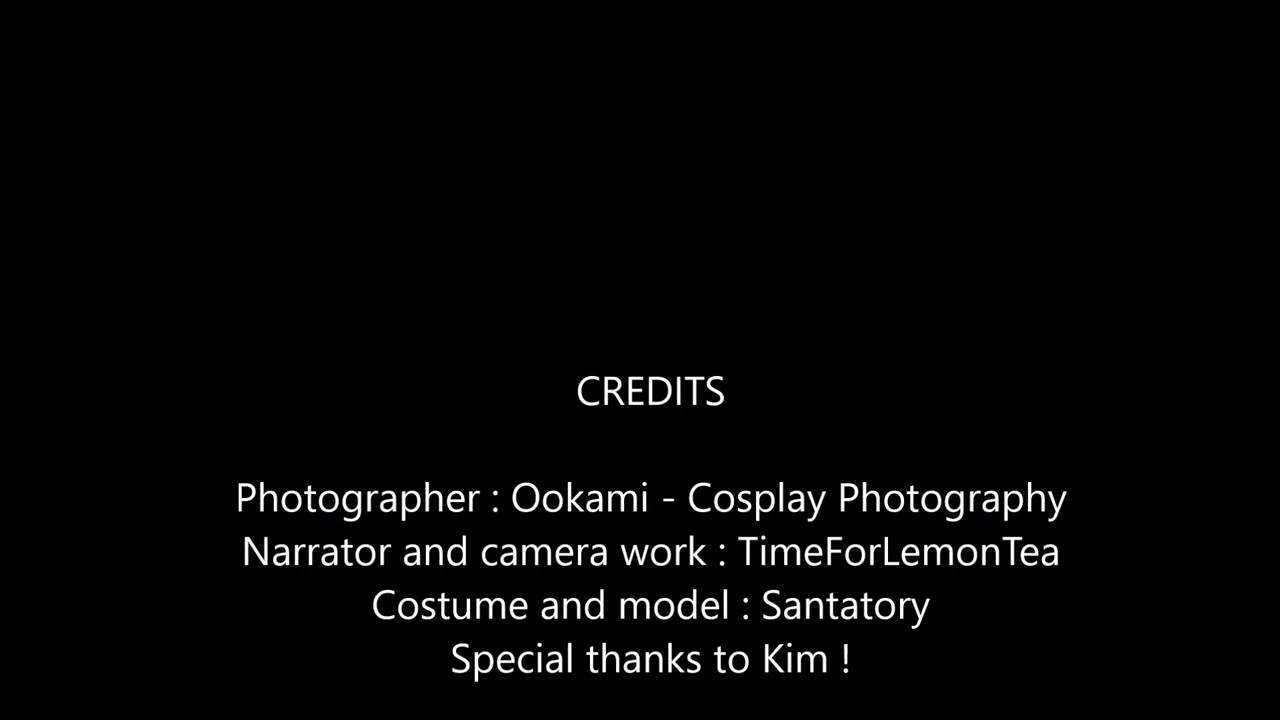 CREDITS
Photographer : Ookami - Cosplay Photography
Narrator and camera work : TimeForLemonTea
Costume and model : Santatory
Special thanks to Kim !